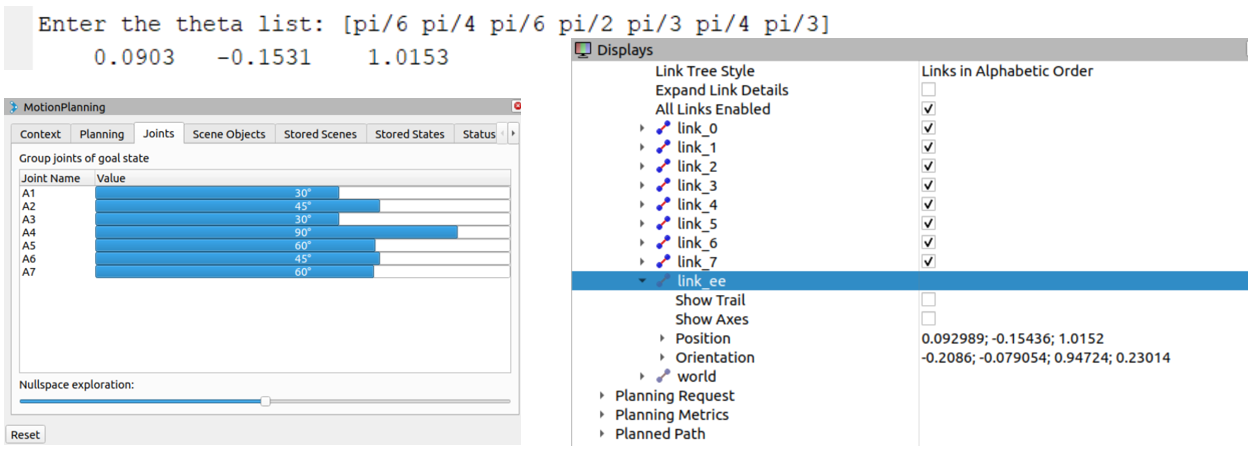 Enter the theta list: [pi/6 pi/4 pi/6 pi/2 pi/3 pi/4 pi/3]
0.0903 -0.1531 1.0153
MotionPlanning
Context Planning Joints Scene Objects Stored Scenes Stored States Status
Group joints of goal state
Joint Name Value
A1 30°
A2 45°
A3 30°
A4 90°
A5 60°
A6 45°
A7 60°
Nullspace exploration:
Reset
Displays
Link Tree Style Links in Alphabetic Order
Expand Link Details
All Links Enabled
link_0
link_1
link_2
link_3
link_4
link_5
link_6
link_7
link_ee
Show Trail
Show Axes
Position 0.092989; -0.15436; 1.0152
Orientation -0.2086; -0.079054; 0.94724; 0.23014
world
Planning Request
Planning Metrics
Planned Path